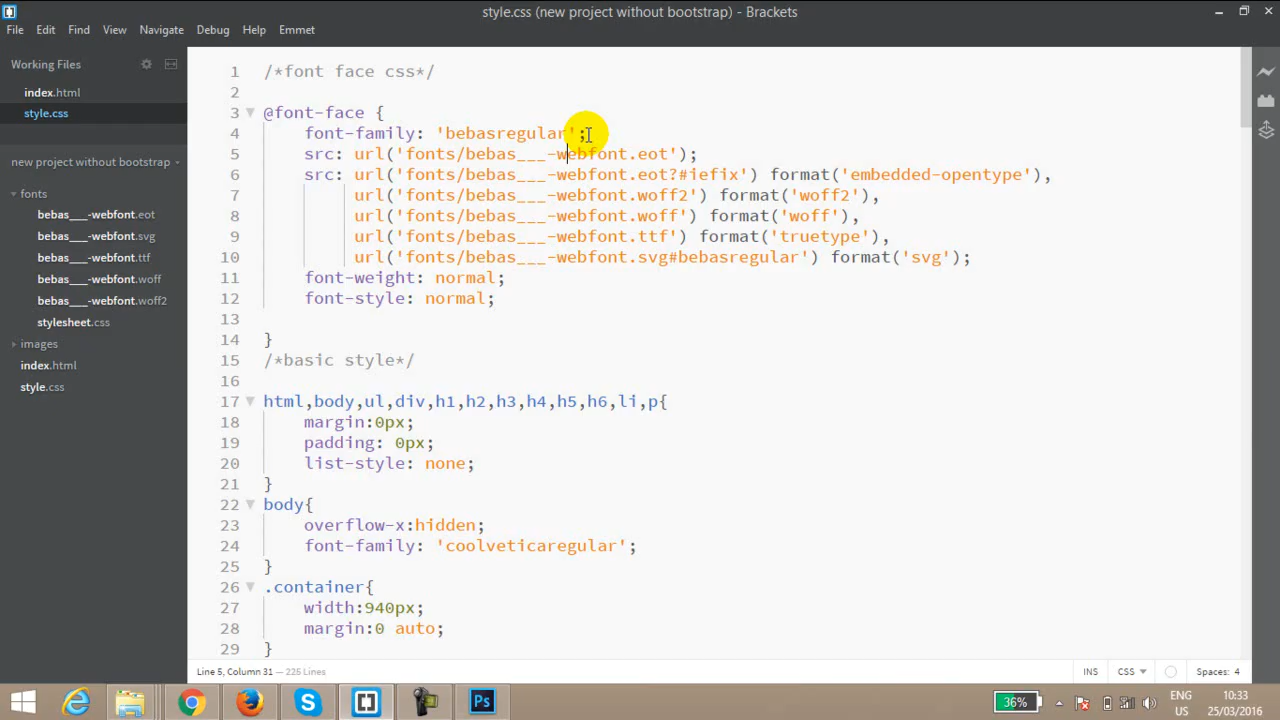 style.css (new project without bootstrap) - Brackets
File Edit Find View Navigate Debug Help Emmet
Working Files
index.html
style.css
new project without bootstrap
fonts
bebas___-webfont.eot
bebas___-webfont.svg
bebas___-webfont.ttf
bebas___-webfont.woff
bebas___-webfont.woff2
stylesheet.css
images
index.html
style.css
1 /*font face css*/
2
3 @font-face {
4 font-family: 'bebasregular';
5 src: url('fonts/bebas___-webfont.eot');
6 src: url('fonts/bebas___-webfont.eot?#iefix') format('embedded-opentype'),
7 url('fonts/bebas___-webfont.woff2') format('woff2'),
8 url('fonts/bebas___-webfont.woff') format('woff'),
9 url('fonts/bebas___-webfont.ttf') format('truetype'),
10 url('fonts/bebas___-webfont.svg#bebasregular') format('svg');
11 font-weight: normal;
12 font-style: normal;
13
14 }
15 /*basic style*/
16
17 html,body,ul,div,h1,h2,h3,h4,h5,h6,li,p{
18 margin:0px;
19 padding: 0px;
20 list-style: none;
21 }
22 body{
23 overflow-x:hidden;
24 font-family: 'coolveticaregular';
25 }
26 .container{
27 width:940px;
28 margin:0 auto;
29 }
Line 5, Column 31 — 225 Lines
INS CSS Spaces: 4
Ps
36%
ENG
US
10:33
25/03/2016